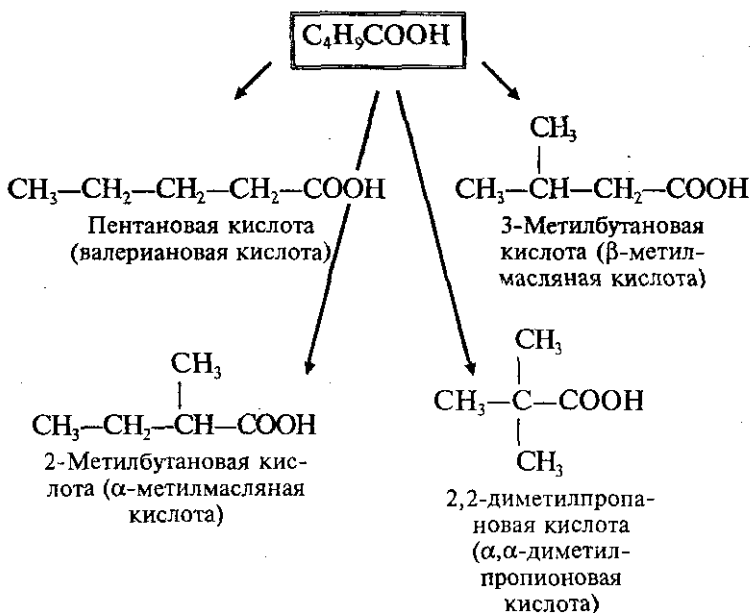 C₄H₉COOH
CH₃—CH₂—CH₂—CH₂—COOH
Пентановая кислота
(валериановая кислота)
CH₃
|
CH₃—CH—CH₂—COOH
3-Метилбутановая
кислота (β-метил-
масляная кислота)
CH₃
|
CH₃—CH₂—CH—COOH
2-Метилбутановая кис-
лота (α-метилмасляная
кислота)
CH₃
|
CH₃—C—COOH
|
CH₃
2,2-диметилпропа-
новая кислота
(α,α-диметил-
пропионовая
кислота)